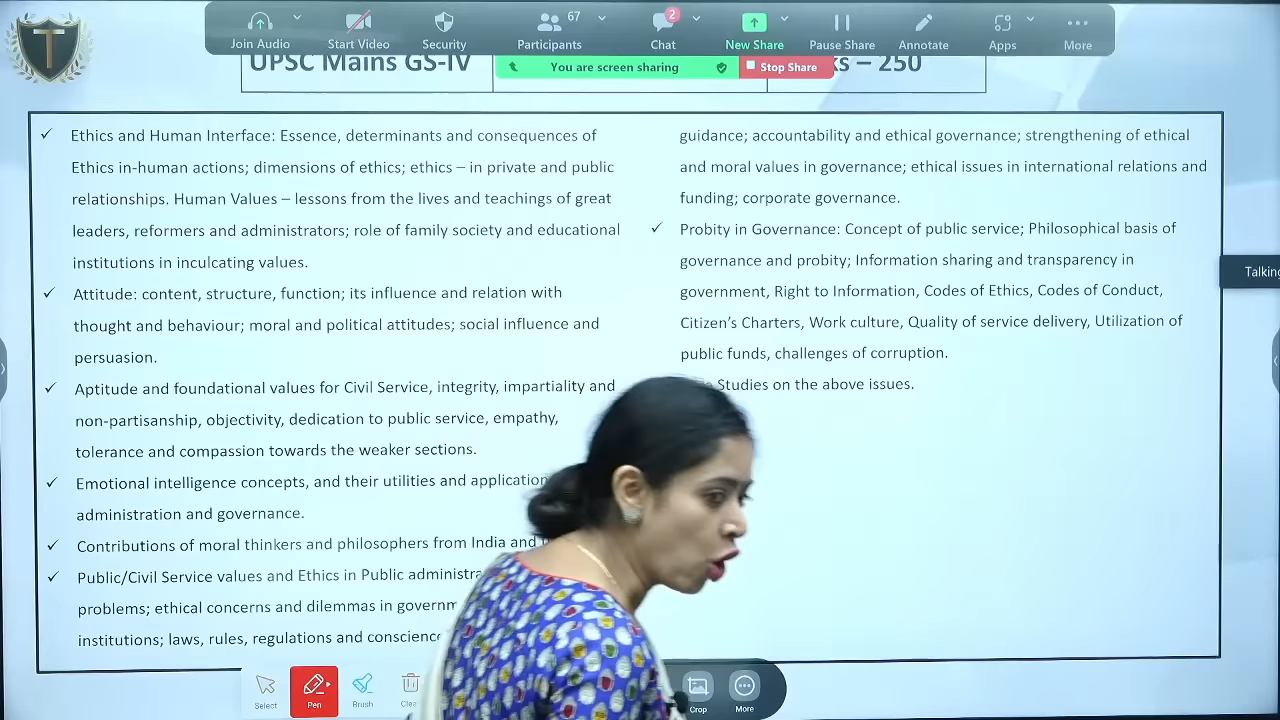 T
67
2
Join Audio
Start Video
Security
Participants
Chat
New Share
Pause Share
Annotate
Apps
More
You are screen sharing
Stop Share
UPSC Mains GS-IV
– 250
✓ Ethics and Human Interface: Essence, determinants and consequences of
Ethics in-human actions; dimensions of ethics; ethics – in private and public
relationships. Human Values – lessons from the lives and teachings of great
leaders, reformers and administrators; role of family society and educational
institutions in inculcating values.
✓ Attitude: content, structure, function; its influence and relation with
thought and behaviour; moral and political attitudes; social influence and
persuasion.
✓ Aptitude and foundational values for Civil Service, integrity, impartiality and
non-partisanship, objectivity, dedication to public service, empathy,
tolerance and compassion towards the weaker sections.
✓ Emotional intelligence concepts, and their utilities and application
administration and governance.
✓ Contributions of moral thinkers and philosophers from India and
✓ Public/Civil Service values and Ethics in Public
problems; ethical concerns and dilemmas in
institutions; laws, rules, regulations and conscience
guidance; accountability and ethical governance; strengthening of ethical
and moral values in governance; ethical issues in international relations and
funding; corporate governance.
✓ Probity in Governance: Concept of public service; Philosophical basis of
governance and probity; Information sharing and transparency in
government, Right to Information, Codes of Ethics, Codes of Conduct,
Citizen's Charters, Work culture, Quality of service delivery, Utilization of
public funds, challenges of corruption.
Studies on the above issues.
Talking
Select
Pen
Brush
Crop
More